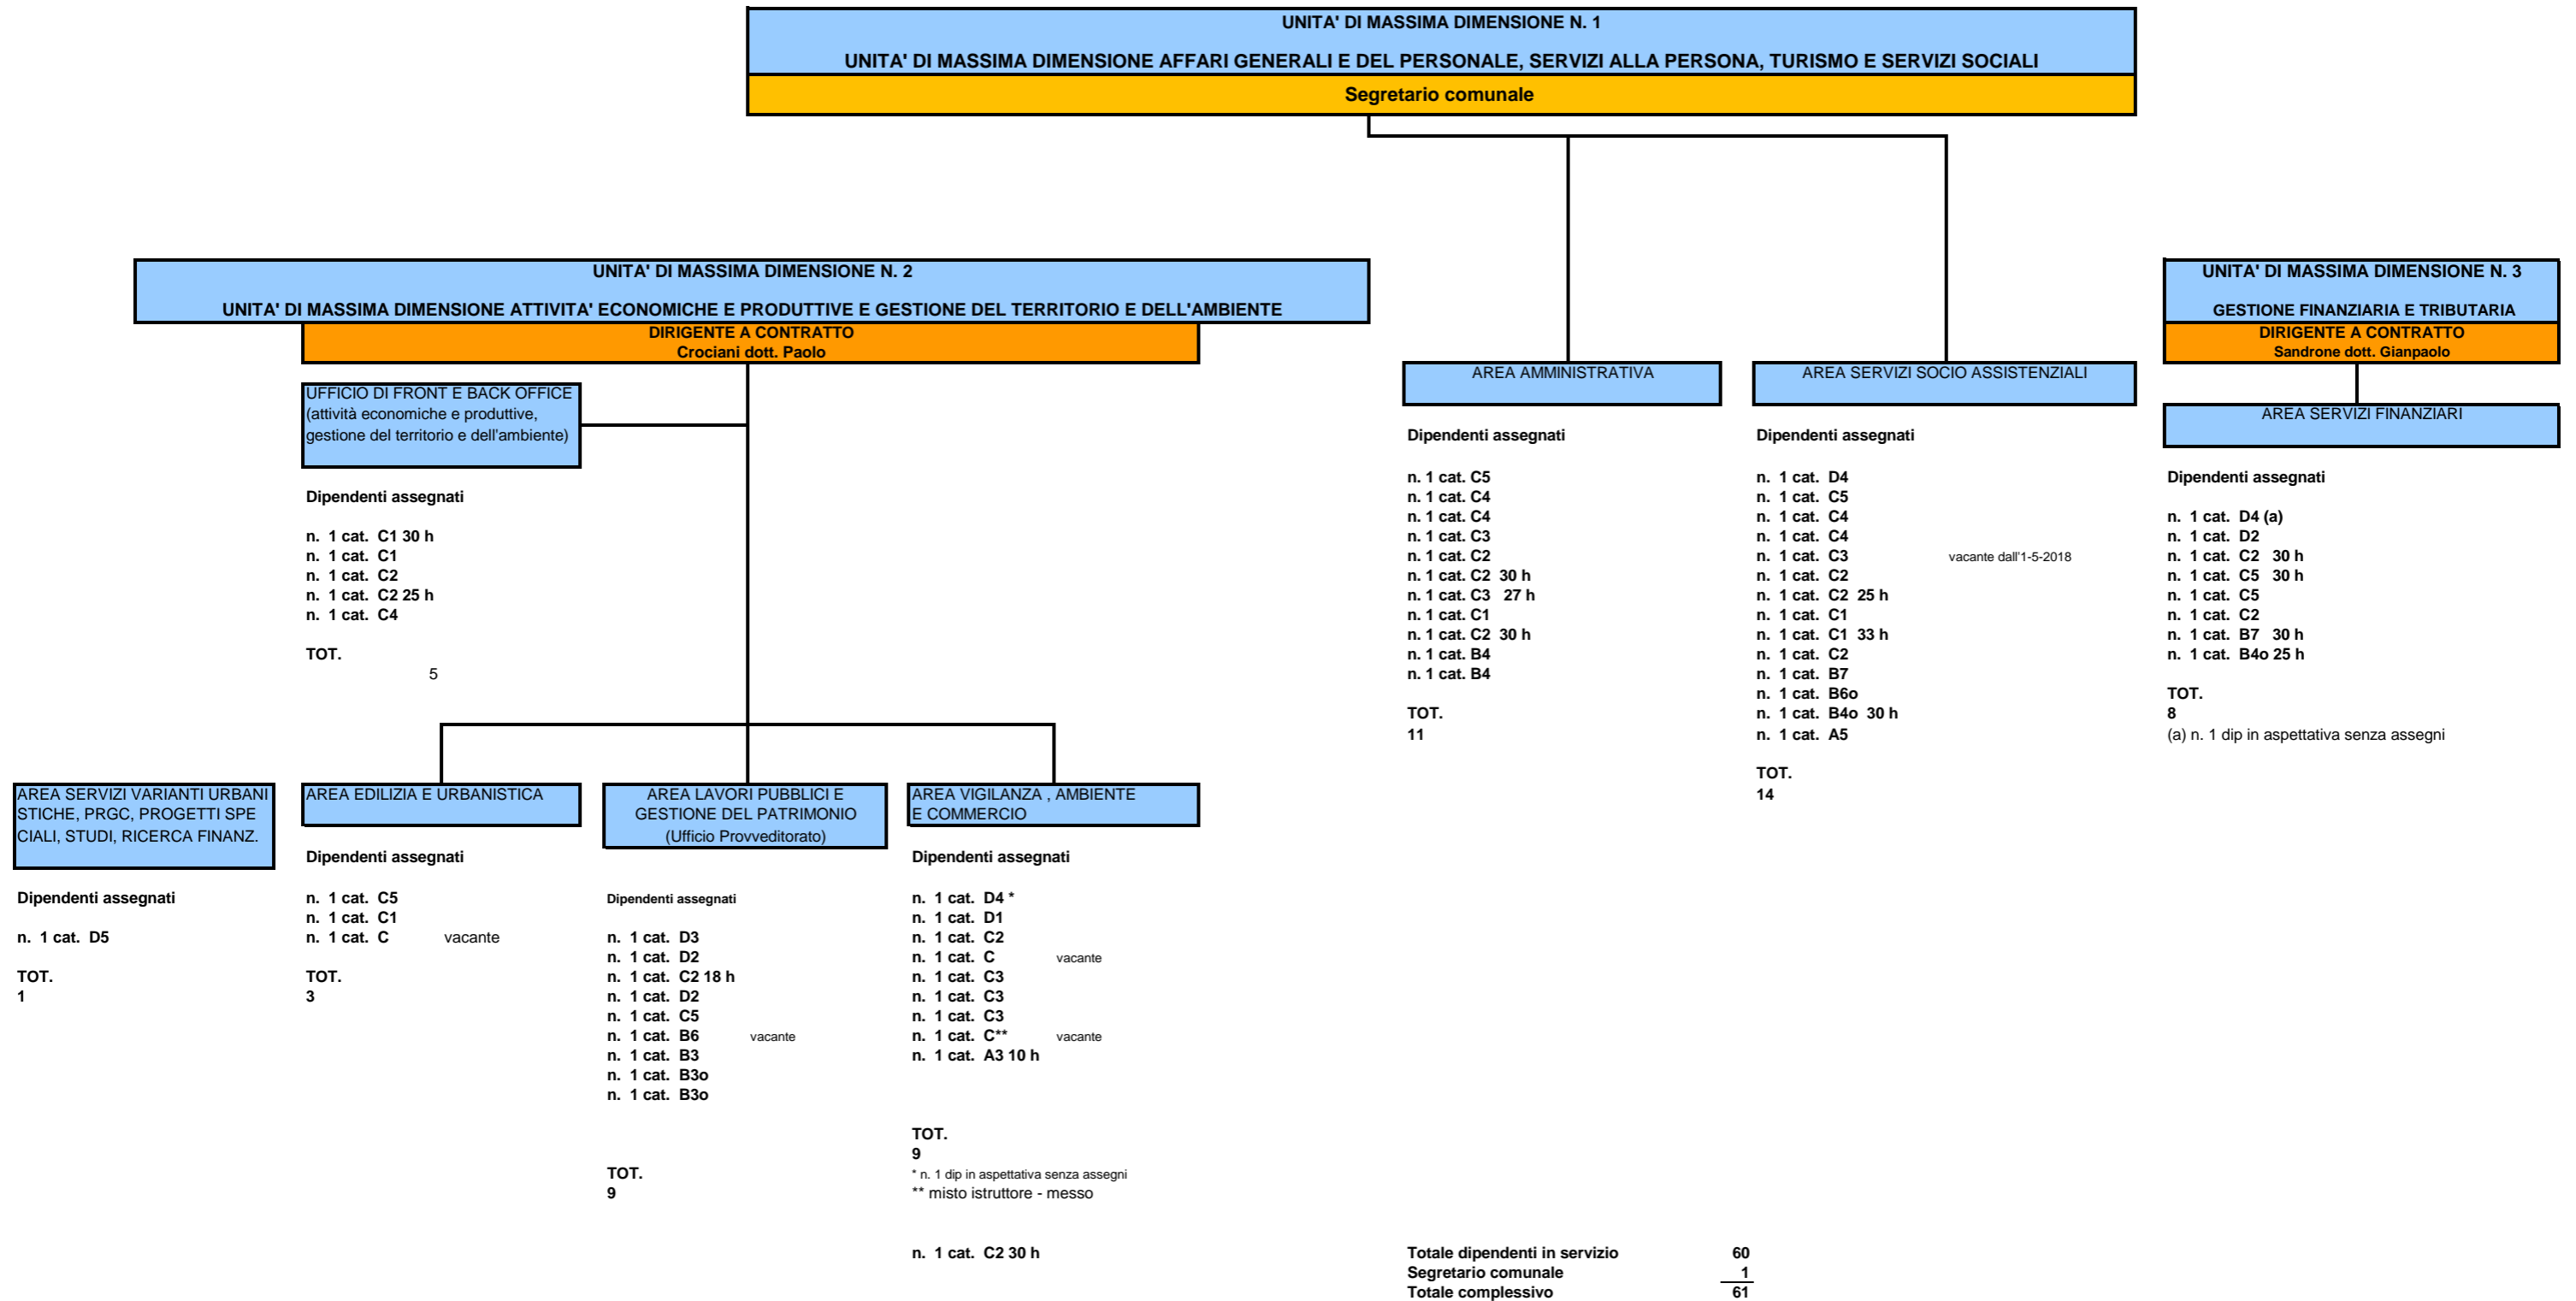 UNITA' DI MASSIMA DIMENSIONE N. 1
UNITA' DI MASSIMA DIMENSIONE AFFARI GENERALI E DEL PERSONALE, SERVIZI ALLA PERSONA, TURISMO E SERVIZI SOCIALI
Segretario comunale
UNITA' DI MASSIMA DIMENSIONE N. 2
UNITA' DI MASSIMA DIMENSIONE ATTIVITA' ECONOMICHE E PRODUTTIVE E GESTIONE DEL TERRITORIO E DELL'AMBIENTE
DIRIGENTE A CONTRATTO
Crociani dott. Paolo
UFFICIO DI FRONT E BACK OFFICE
(attività economiche e produttive,
gestione del territorio e dell'ambiente)
Dipendenti assegnati
n. 1 cat. C1 30 h
n. 1 cat. C1
n. 1 cat. C2
n. 1 cat. C2 25 h
n. 1 cat. C4
TOT.
5
AREA SERVIZI VARIANTI URBANI
STICHE, PRGC, PROGETTI SPE
CIALI, STUDI, RICERCA FINANZ.
Dipendenti assegnati
n. 1 cat. D5
TOT.
1
AREA EDILIZIA E URBANISTICA
Dipendenti assegnati
n. 1 cat. C5
n. 1 cat. C1
n. 1 cat. C vacante
TOT.
3
AREA LAVORI PUBBLICI E
GESTIONE DEL PATRIMONIO
(Ufficio Provveditorato)
Dipendenti assegnati
n. 1 cat. D3
n. 1 cat. D2
n. 1 cat. C2 18 h
n. 1 cat. D2
n. 1 cat. C5
n. 1 cat. B6 vacante
n. 1 cat. B3
n. 1 cat. B3o
n. 1 cat. B3o
TOT.
9
AREA VIGILANZA , AMBIENTE
E COMMERCIO
Dipendenti assegnati
n. 1 cat. D4 *
n. 1 cat. D1
n. 1 cat. C2
n. 1 cat. C vacante
n. 1 cat. C3
n. 1 cat. C3
n. 1 cat. C3
n. 1 cat. C** vacante
n. 1 cat. A3 10 h
TOT.
9
* n. 1 dip in aspettativa senza assegni
** misto istruttore - messo
n. 1 cat. C2 30 h
AREA AMMINISTRATIVA
Dipendenti assegnati
n. 1 cat. C5
n. 1 cat. C4
n. 1 cat. C4
n. 1 cat. C3
n. 1 cat. C2
n. 1 cat. C2 30 h
n. 1 cat. C3 27 h
n. 1 cat. C1
n. 1 cat. C2 30 h
n. 1 cat. B4
n. 1 cat. B4
TOT.
11
AREA SERVIZI SOCIO ASSISTENZIALI
Dipendenti assegnati
n. 1 cat. D4
n. 1 cat. C5
n. 1 cat. C4
n. 1 cat. C4
n. 1 cat. C3 vacante dall'1-5-2018
n. 1 cat. C2
n. 1 cat. C2 25 h
n. 1 cat. C1
n. 1 cat. C1 33 h
n. 1 cat. C2
n. 1 cat. B7
n. 1 cat. B6o
n. 1 cat. B4o 30 h
n. 1 cat. A5
TOT.
14
UNITA' DI MASSIMA DIMENSIONE N. 3
GESTIONE FINANZIARIA E TRIBUTARIA
DIRIGENTE A CONTRATTO
Sandrone dott. Gianpaolo
AREA SERVIZI FINANZIARI
Dipendenti assegnati
n. 1 cat. D4 (a)
n. 1 cat. D2
n. 1 cat. C2 30 h
n. 1 cat. C5 30 h
n. 1 cat. C5
n. 1 cat. C2
n. 1 cat. B7 30 h
n. 1 cat. B4o 25 h
TOT.
8
(a) n. 1 dip in aspettativa senza assegni
Totale dipendenti in servizio 60
Segretario comunale 1
Totale complessivo 61